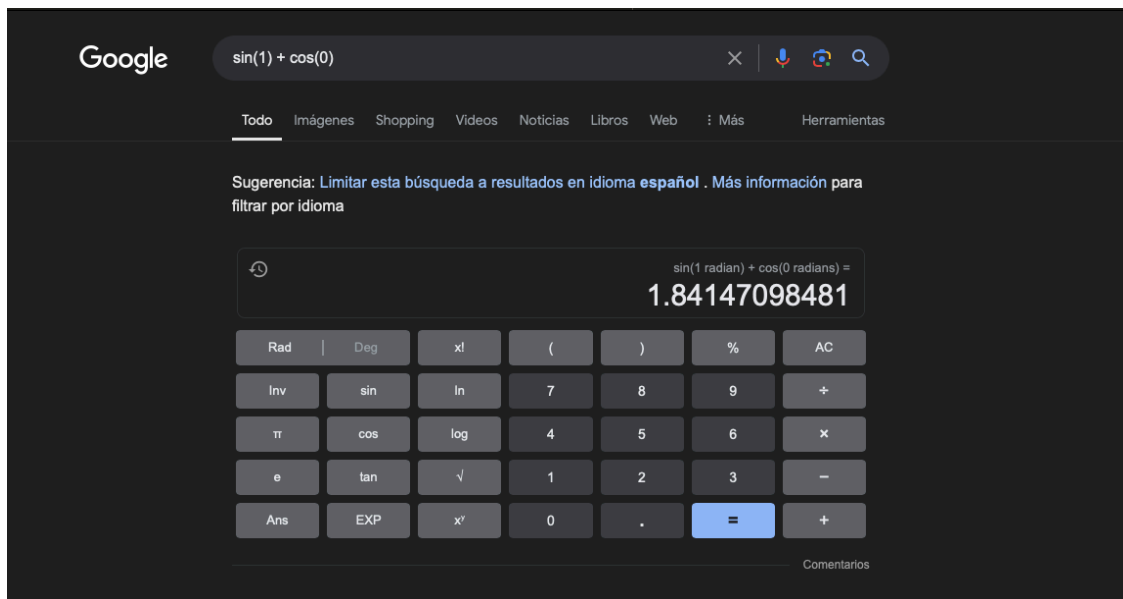 Google
sin(1) + cos(0)
Todo Imágenes Shopping Videos Noticias Libros Web ⋮ Más Herramientas
Sugerencia: Limitar esta búsqueda a resultados en idioma español . Más información para
filtrar por idioma
sin(1 radian) + cos(0 radians) =
1.84147098481
Rad | Deg x! ( ) % AC
Inv sin ln 7 8 9 ÷
π cos log 4 5 6 ×
e tan √ 1 2 3 −
Ans EXP xʸ 0 . = +
Comentarios